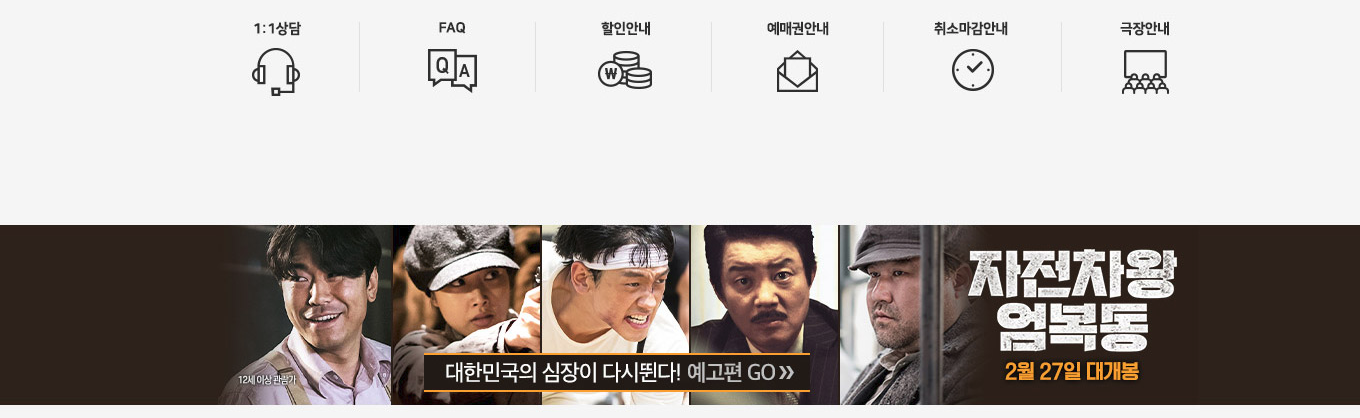 1:1상담
FAQ
할인안내
예매권안내
취소마감안내
극장안내
₩
Q
A
자전차왕
엄복동
2월 27일 대개봉
대한민국의 심장이 다시뛴다! 예고편 GO »
12세 이상 관람가